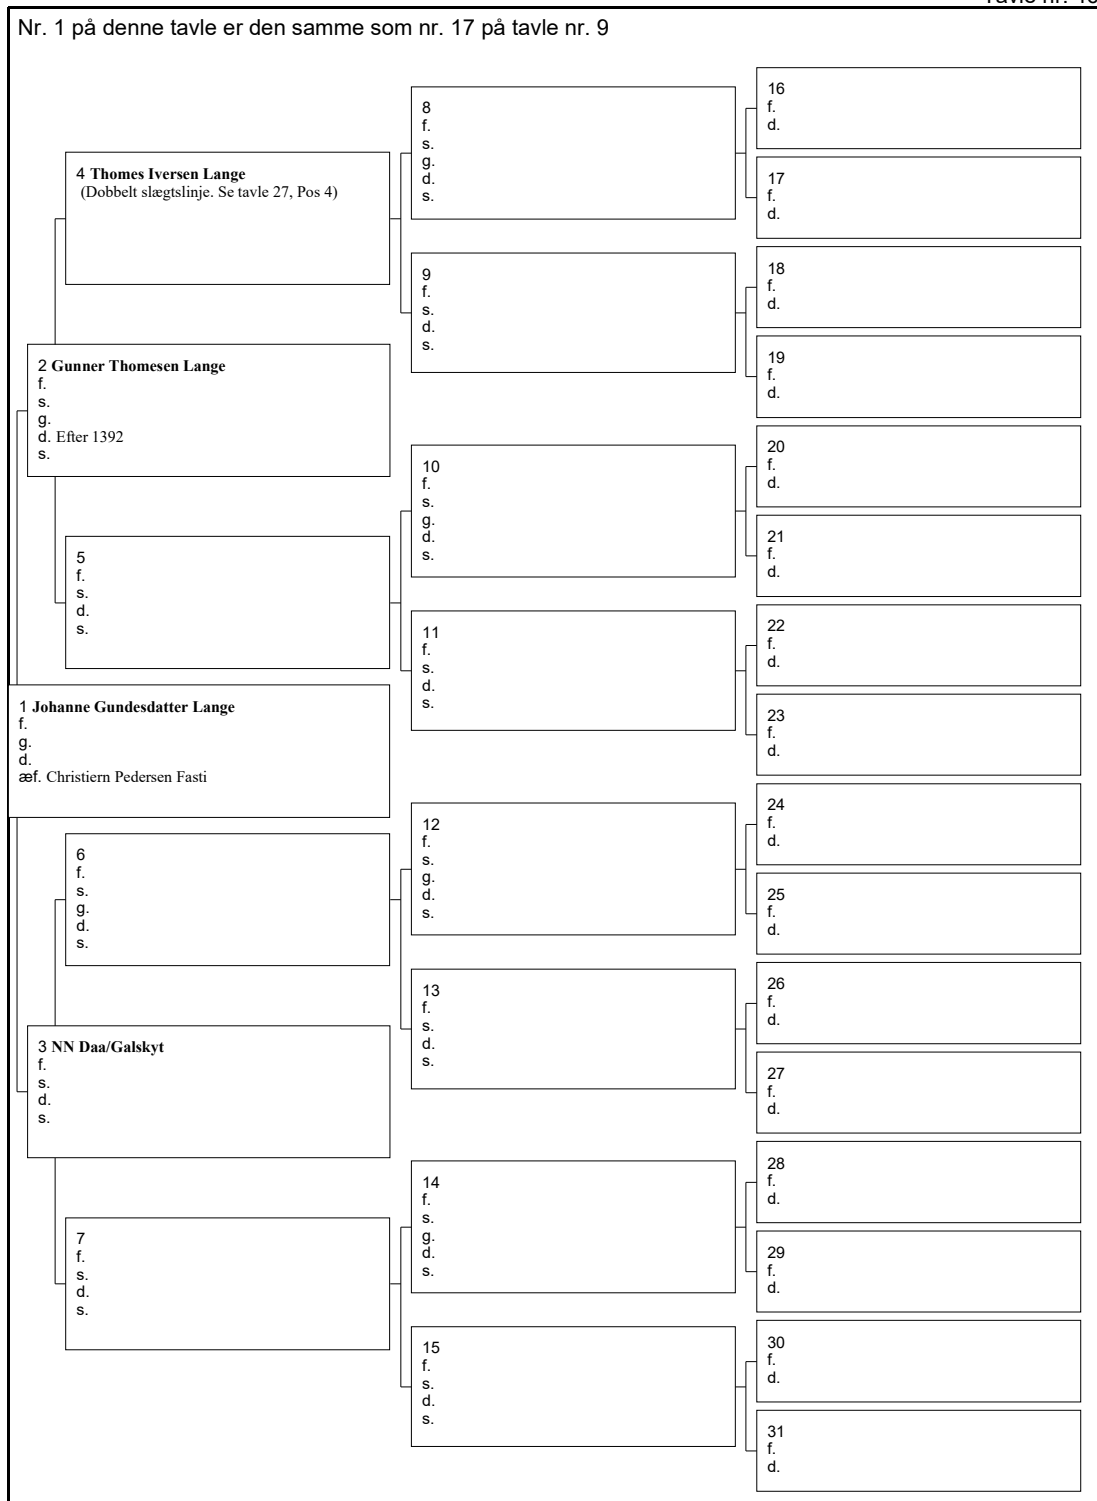 Nr. 1 på denne tavle er den samme som nr. 17 på tavle nr. 9
16
f.
d.
8
f.
s.
g.
d.
s.
4 Thomes Iversen Lange
(Dobbelt slægtslinje. Se tavle 27, Pos 4)
17
f.
d.
18
f.
d.
9
f.
s.
d.
s.
19
f.
d.
2 Gunner Thomesen Lange
f.
s.
g.
d. Efter 1392
s.
20
f.
d.
10
f.
s.
g.
d.
s.
21
f.
d.
5
f.
s.
d.
s.
22
f.
d.
11
f.
s.
d.
s.
23
f.
d.
1 Johanne Gundesdatter Lange
f.
g.
d.
æf. Christiern Pedersen Fasti
24
f.
d.
12
f.
s.
g.
d.
s.
6
f.
s.
g.
d.
s.
25
f.
d.
26
f.
d.
13
f.
s.
d.
s.
3 NN Daa/Galskyt
f.
s.
d.
s.
27
f.
d.
28
f.
d.
14
f.
s.
g.
d.
s.
7
f.
s.
d.
s.
29
f.
d.
30
f.
d.
15
f.
s.
d.
s.
31
f.
d.